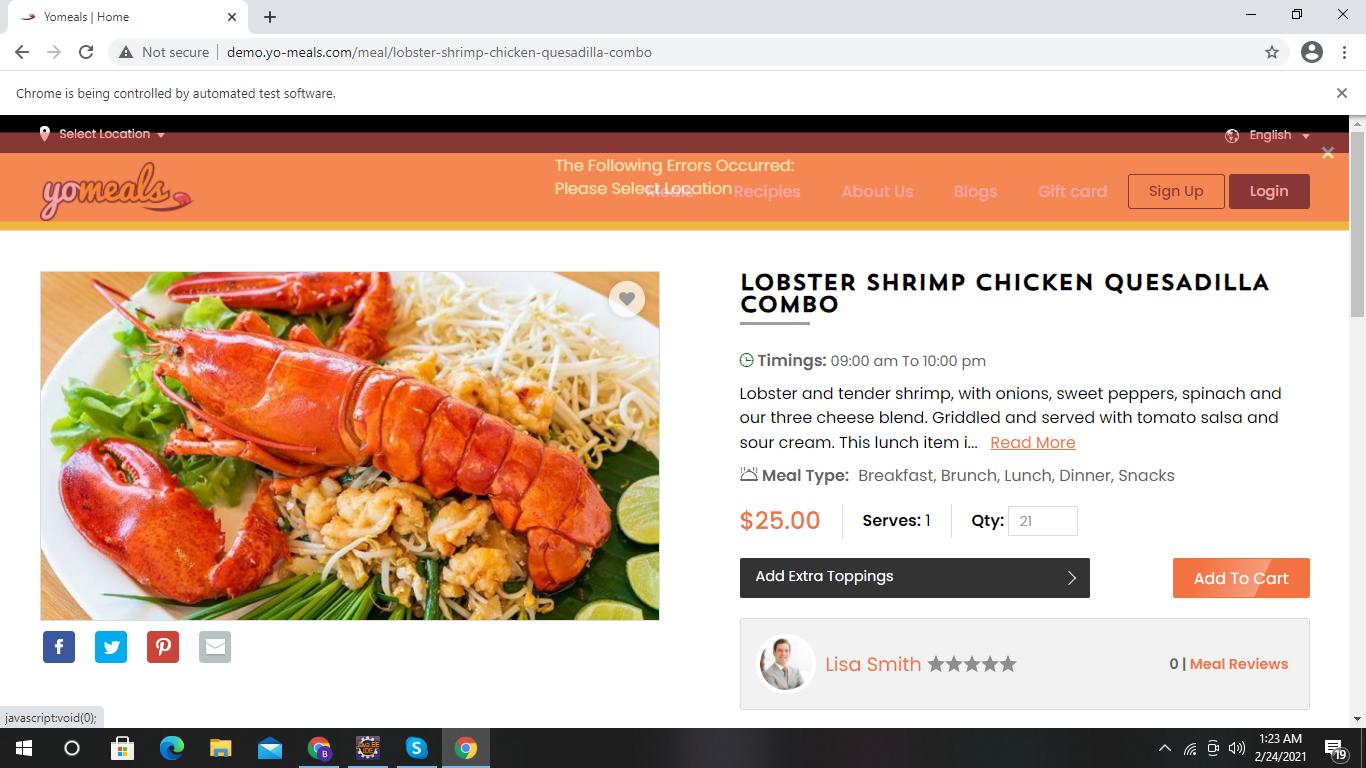 Yomeals | Home
Not secure
demo.yo-meals.com/meal/lobster-shrimp-chicken-quesadilla-combo
Chrome is being controlled by automated test software.
Select Location
English
The Following Errors Occurred:
Please Select Location
yomeals
Meals
Recipies
About Us
Blogs
Gift card
Sign Up
Login
LOBSTER SHRIMP CHICKEN QUESADILLA
COMBO
Timings: 09:00 am To 10:00 pm
Lobster and tender shrimp, with onions, sweet peppers, spinach and
our three cheese blend. Griddled and served with tomato salsa and
sour cream. This lunch item i... Read More
Meal Type: Breakfast, Brunch, Lunch, Dinner, Snacks
$25.00
Serves: 1
Qty: 21
Add Extra Toppings
Add To Cart
Lisa Smith
0 | Meal Reviews
javascript:void(0);
B
Java EE
IDE
1:23 AM
2/24/2021
19